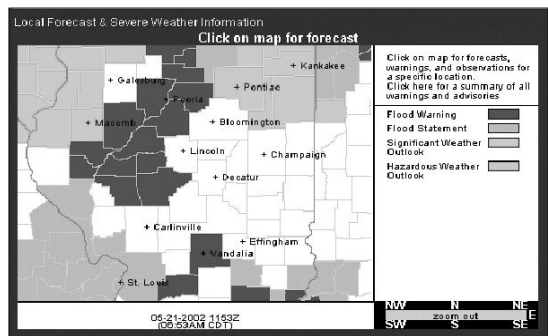 Local Forecast & Severe Weather Information
Click on map for forecast
Click on map for forecasts,
warnings, and observations for
a specific location.
Click here for a summary of all
warnings and advisories
Flood Warning
Flood Statement
Significant Weather
Outlook
Hazardous Weather
Outlook
+ Kankakee
+ Galesburg
+ Pontiac
+ Peoria
+ Macomb
+ Bloomington
+ Lincoln
+ Champaign
+ Decatur
+ Carlinville
+ Effingham
+ Vandalia
+ St. Louis
05-21-2002 1153Z
(06:53AM CDT)
NW N NE
zoom out E
SW S SE